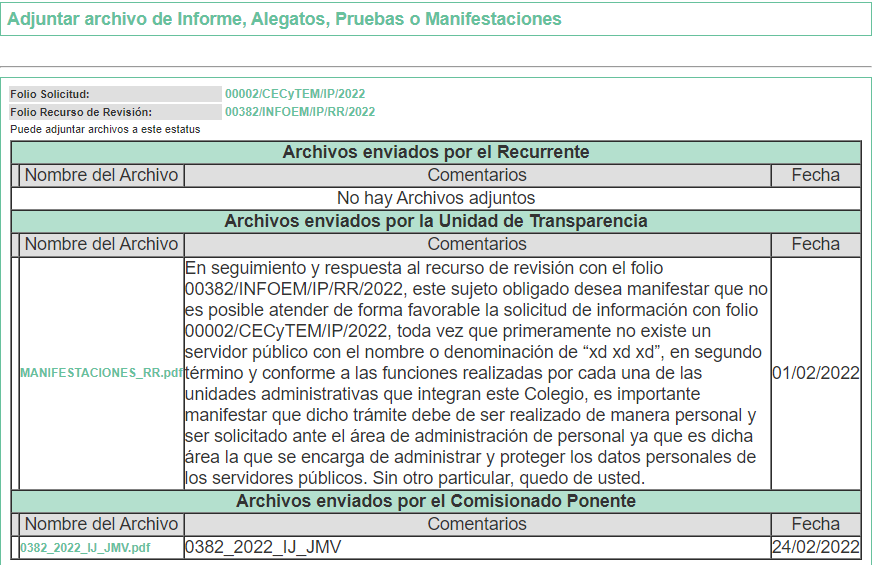 Adjuntar archivo de Informe, Alegatos, Pruebas o Manifestaciones
Folio Solicitud: 00002/CECyTEM/IP/2022
Folio Recurso de Revisión: 00382/INFOEM/IP/RR/2022
Puede adjuntar archivos a este estatus
Archivos enviados por el Recurrente
Nombre del Archivo Comentarios Fecha
No hay Archivos adjuntos
Archivos enviados por la Unidad de Transparencia
Nombre del Archivo Comentarios Fecha
MANIFESTACIONES_RR.pdf
En seguimiento y respuesta al recurso de revisión con el folio
00382/INFOEM/IP/RR/2022, este sujeto obligado desea manifestar que no
es posible atender de forma favorable la solicitud de información con folio
00002/CECyTEM/IP/2022, toda vez que primeramente no existe un
servidor público con el nombre o denominación de “xd xd xd”, en segundo
término y conforme a las funciones realizadas por cada una de las
unidades administrativas que integran este Colegio, es importante
manifestar que dicho trámite debe de ser realizado de manera personal y
ser solicitado ante el área de administración de personal ya que es dicha
área la que se encarga de administrar y proteger los datos personales de
los servidores públicos. Sin otro particular, quedo de usted.
01/02/2022
Archivos enviados por el Comisionado Ponente
Nombre del Archivo Comentarios Fecha
0382_2022_IJ_JMV.pdf 0382_2022_IJ_JMV 24/02/2022